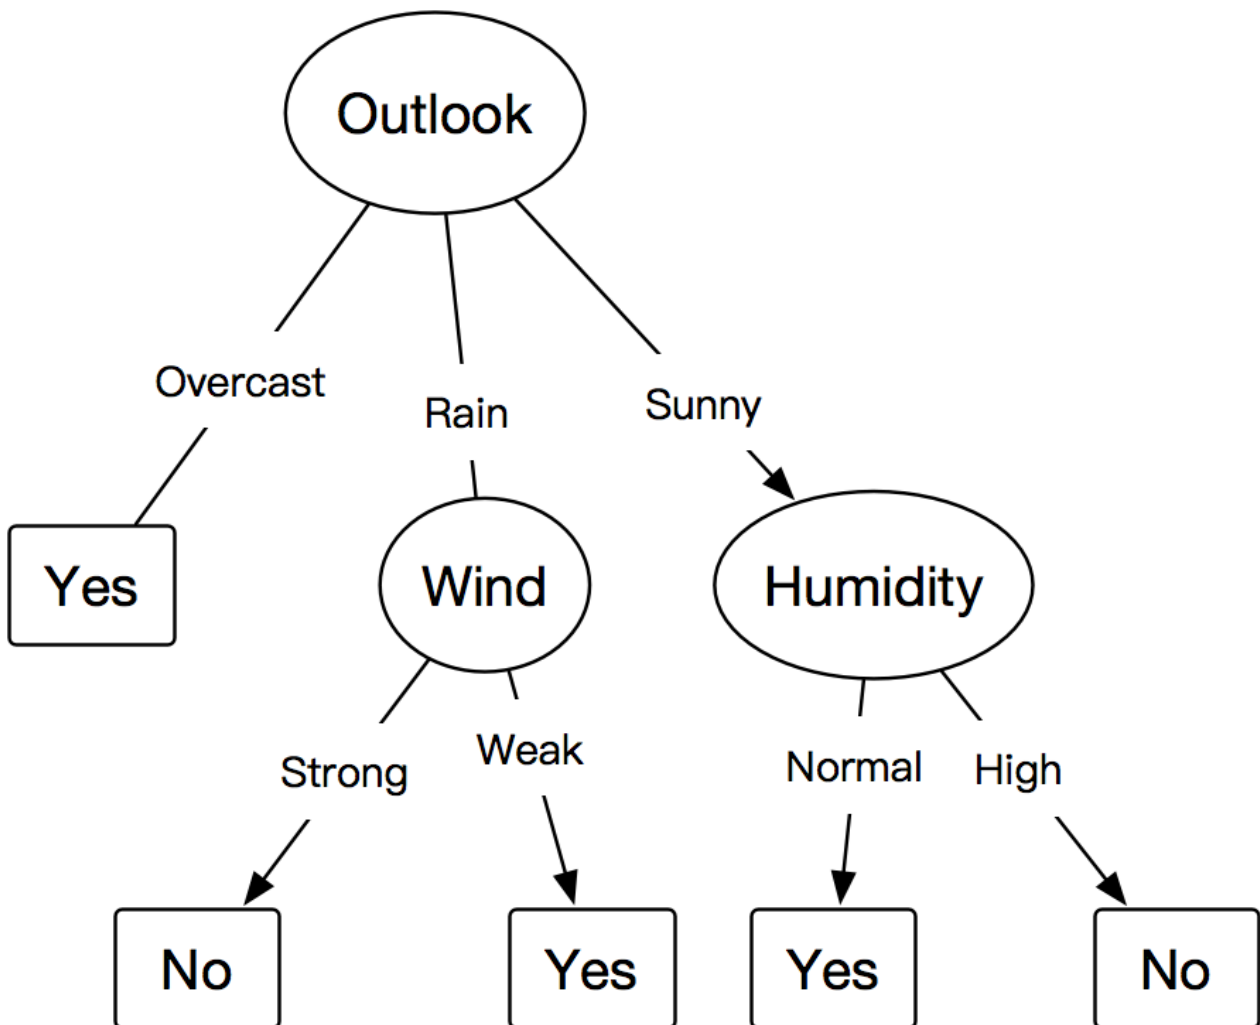 Outlook
Overcast
Rain
Sunny
Yes
Wind
Humidity
Strong
Weak
Normal
High
No
Yes
Yes
No